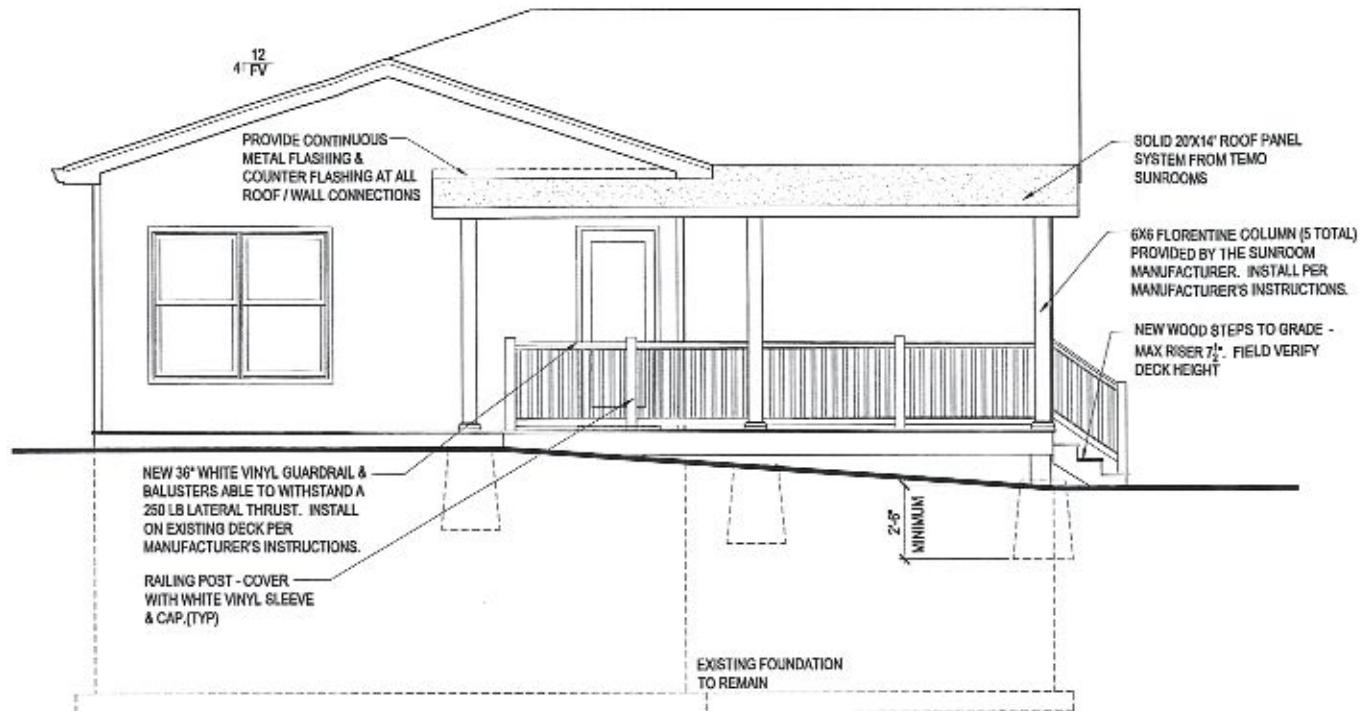 12
4 FV
PROVIDE CONTINUOUS
METAL FLASHING &
COUNTER FLASHING AT ALL
ROOF / WALL CONNECTIONS
SOLID 20'X14' ROOF PANEL
SYSTEM FROM TEMO
SUNROOMS
6X6 FLORENTINE COLUMN (5 TOTAL)
PROVIDED BY THE SUNROOM
MANUFACTURER. INSTALL PER
MANUFACTURER'S INSTRUCTIONS.
NEW WOOD STEPS TO GRADE -
MAX RISER 7½". FIELD VERIFY
DECK HEIGHT
NEW 36" WHITE VINYL GUARDRAIL &
BALUSTERS ABLE TO WITHSTAND A
250 LB LATERAL THRUST. INSTALL
ON EXISTING DECK PER
MANUFACTURER'S INSTRUCTIONS.
RAILING POST - COVER
WITH WHITE VINYL SLEEVE
& CAP.(TYP)
2'-6"
MINIMUM
EXISTING FOUNDATION
TO REMAIN